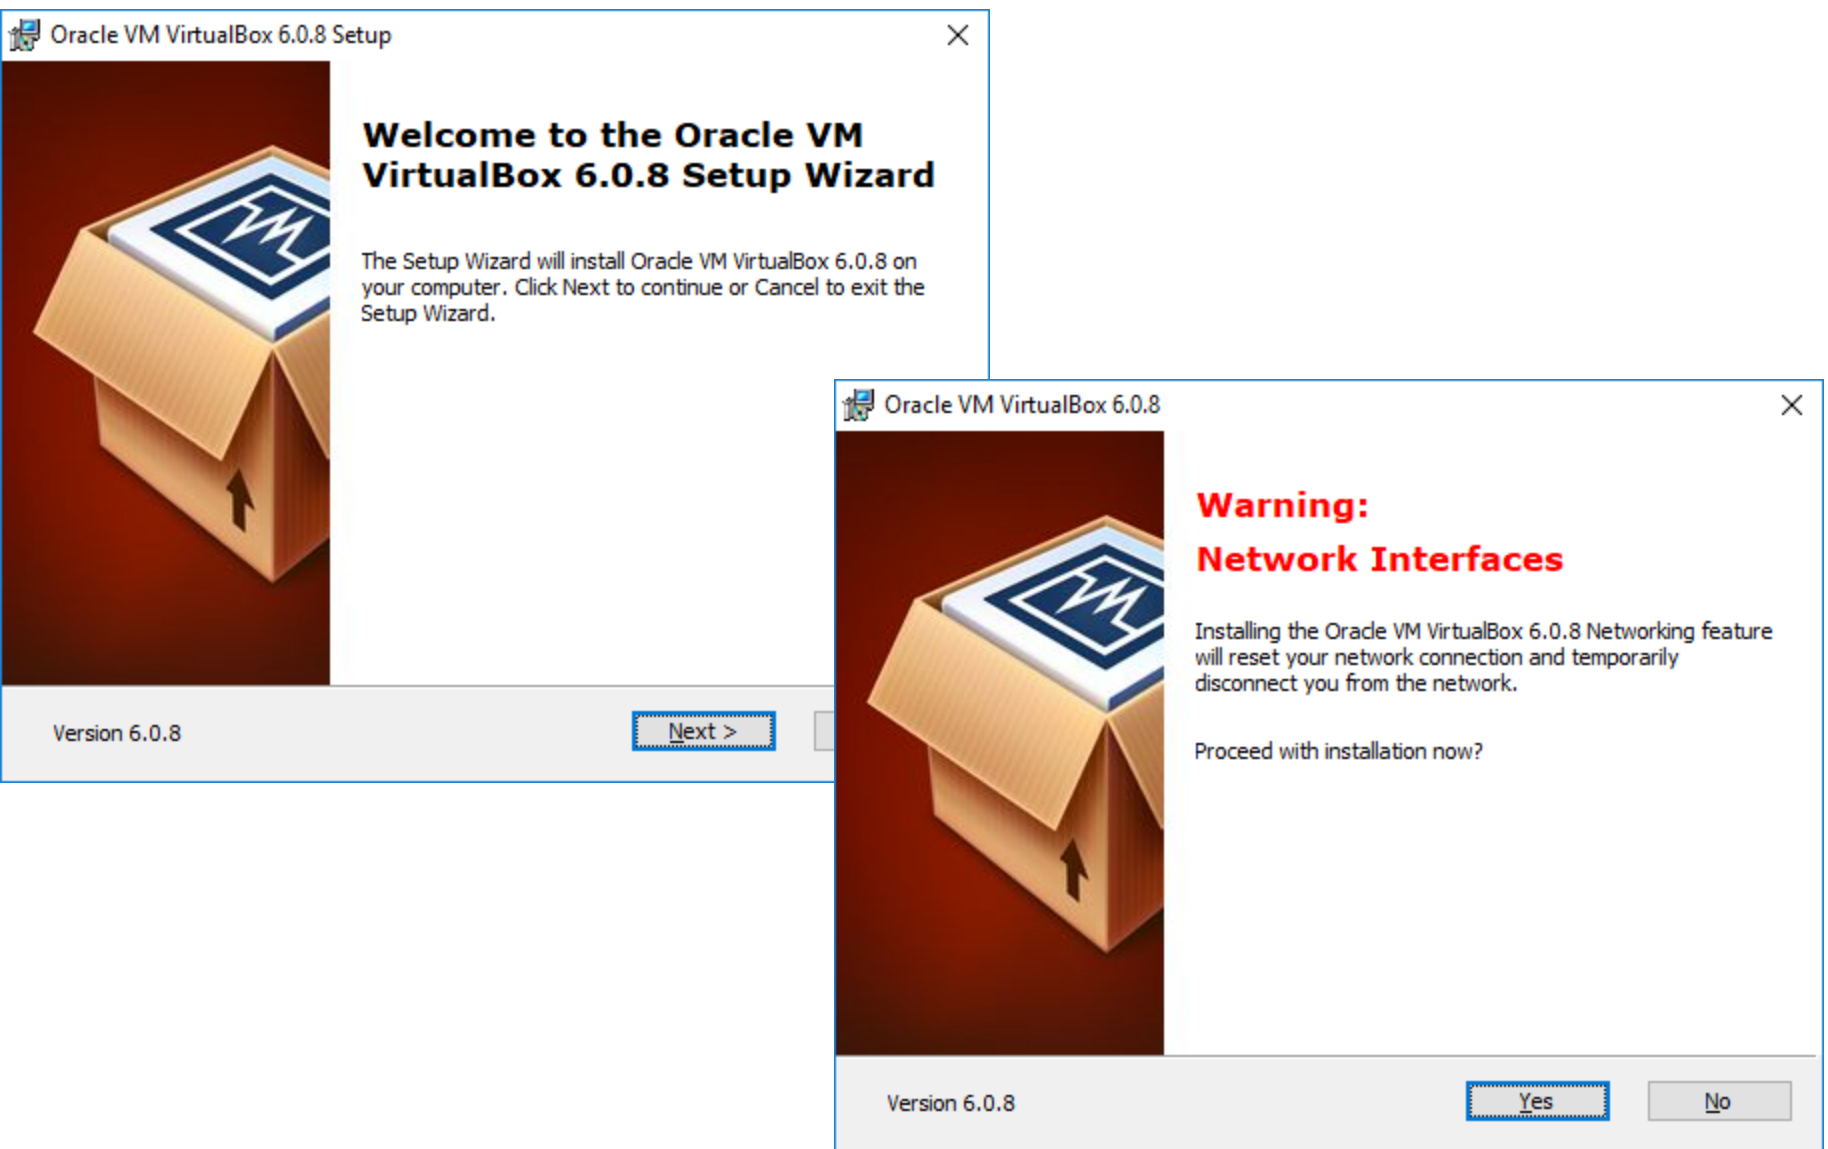 Oracle VM VirtualBox 6.0.8 Setup
Welcome to the Oracle VM
VirtualBox 6.0.8 Setup Wizard
The Setup Wizard will install Oracle VM VirtualBox 6.0.8 on
your computer. Click Next to continue or Cancel to exit the
Setup Wizard.
Version 6.0.8
Next >
Oracle VM VirtualBox 6.0.8
Warning:
Network Interfaces
Installing the Oracle VM VirtualBox 6.0.8 Networking feature
will reset your network connection and temporarily
disconnect you from the network.
Proceed with installation now?
Version 6.0.8
Yes
No